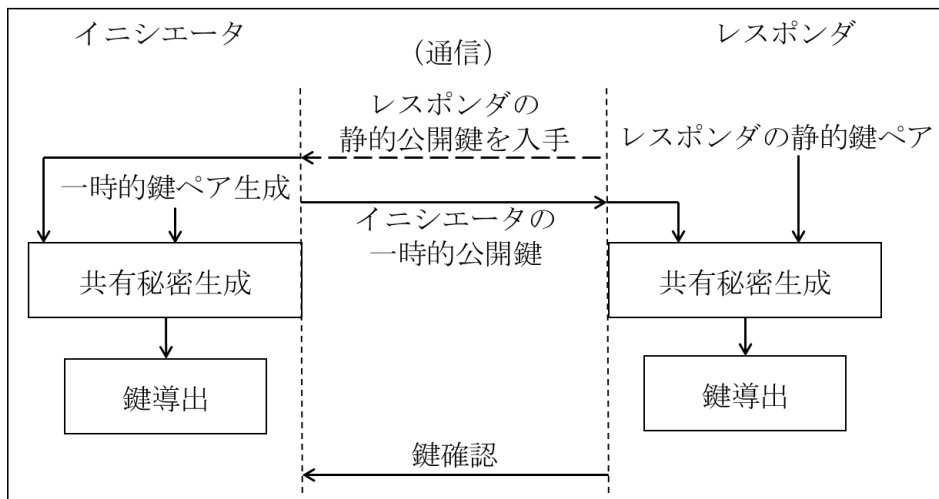 イニシエータ
(通信)
レスポンダ
レスポンダの
静的公開鍵を入手
レスポンダの静的鍵ペア
一時的鍵ペア生成
イニシエータの
一時的公開鍵
共有秘密生成
共有秘密生成
鍵導出
鍵導出
鍵確認